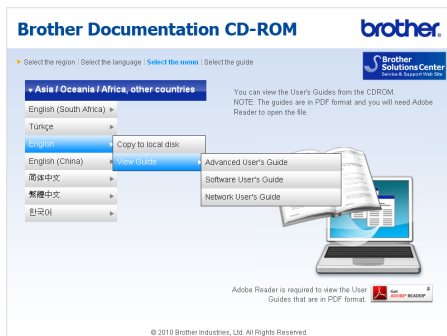 Brother Documentation CD-ROM
brother.
Select the region | Select the language | Select the menu | Select the guide
Brother
Solutions Center
Service & Support Web Site
Asia / Oceania / Africa, other countries
English (South Africa)
Türkçe
English
English (China)
简体中文
繁體中文
한국어
Copy to local disk
View Guide
Advanced User's Guide
Software User's Guide
Network User's Guide
You can view the User's Guides from the CDROM.
NOTE: The guides are in PDF format and you will need Adobe
Reader to open the file.
Adobe Reader is required to view the User
Guides that are in PDF format.
Get
ADOBE® READER®
© 2010 Brother Industries, Ltd. All Rights Reserved.